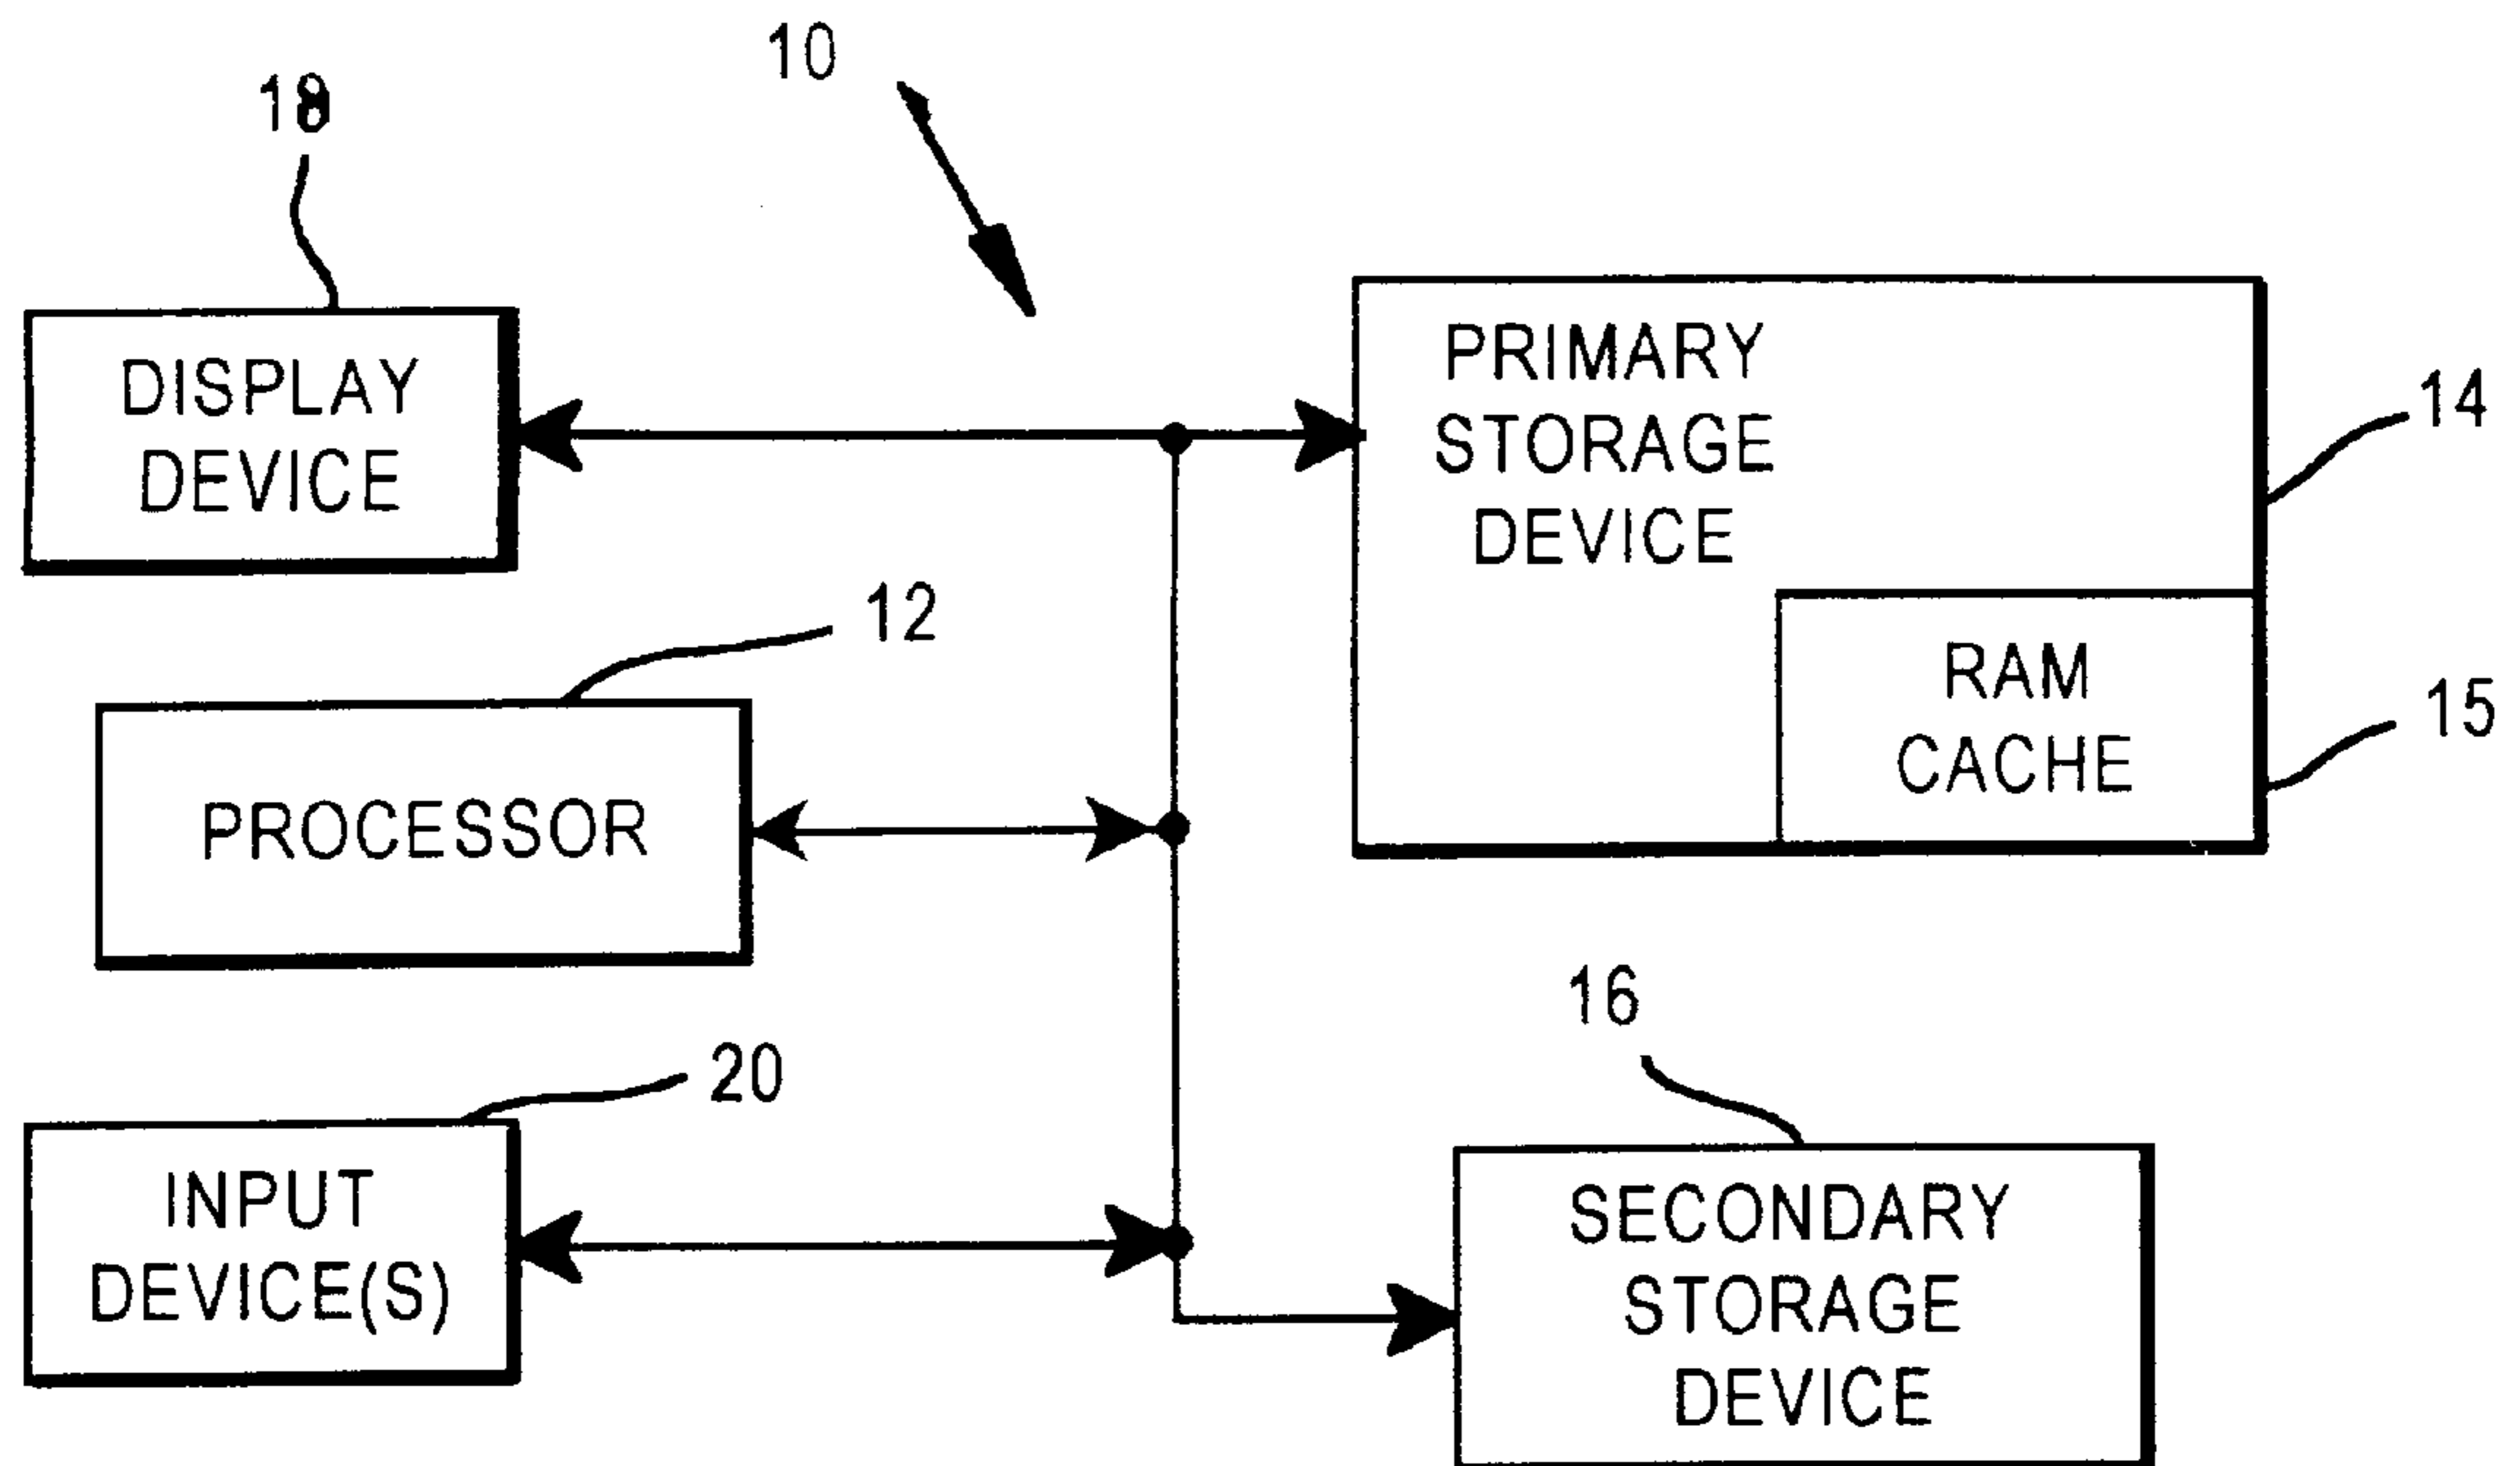 10
18
DISPLAY
DEVICE
PRIMARY
STORAGE
DEVICE
14
12
PROCESSOR
RAM
CACHE
15
20
INPUT
DEVICE(S)
16
SECONDARY
STORAGE
DEVICE